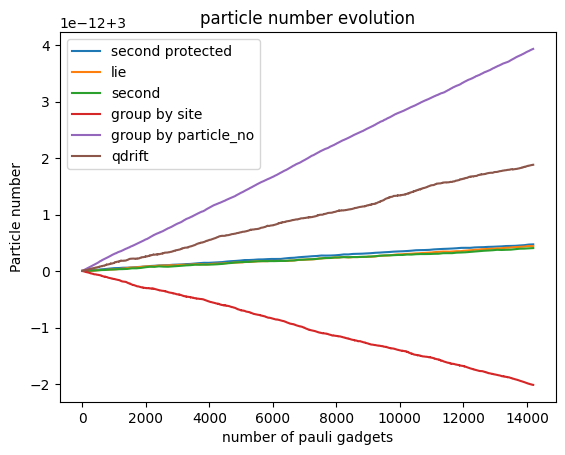 particle number evolution
1e−12+3
second protected
lie
second
group by site
group by particle_no
qdrift
Particle number
4
3
2
1
0
−1
−2
0 2000 4000 6000 8000 10000 12000 14000
number of pauli gadgets